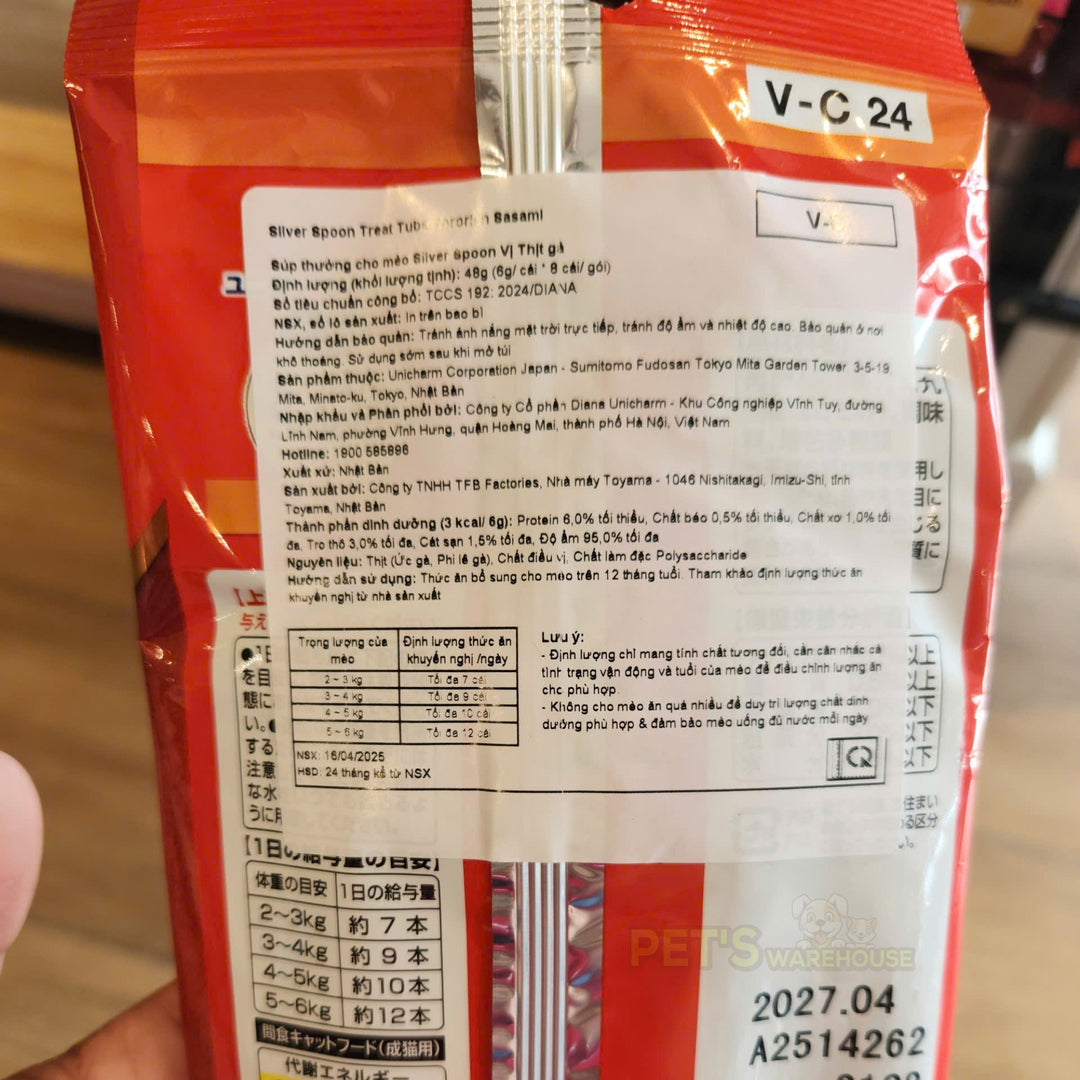 V-C 24
Silver Spoon Treat Tube Sasami
V-
Súp thưởng cho mèo Silver Spoon Vị Thịt gà
Định lượng (khối lượng tịnh): 48g (6g/ cái * 8 cái/ gói)
Số tiêu chuẩn công bố: TCCS 192: 2024/DIANA
NSX, số lô sản xuất: In trên bao bì
Hướng dẫn bảo quản: Tránh ánh nắng mặt trời trực tiếp, tránh độ ẩm và nhiệt độ cao. Bảo quản ở nơi
khô thoáng. Sử dụng sớm sau khi mở túi
Sản phẩm thuộc: Unicharm Corporation Japan - Sumitomo Fudosan Tokyo Mita Garden Tower 3-5-19
Mita, Minato-ku, Tokyo, Nhật Bản
Nhập khẩu và Phân phối bởi: Công ty Cổ phần Diana Unicharm - Khu Công nghiệp Vĩnh Tuy, đường
Lĩnh Nam, phường Vĩnh Hưng, quận Hoàng Mai, thành phố Hà Nội, Việt Nam
Hotline: 1900 585896
Xuất xứ: Nhật Bản
Sản xuất bởi: Công ty TNHH TFB Factories, Nhà máy Toyama - 1046 Nishitakagi, Imizu-Shi, tỉnh
Toyama, Nhật Bản
Thành phần dinh dưỡng (3 kcal/ 6g): Protein 6,0% tối thiểu, Chất béo 0,5% tối thiểu, Chất xơ 1,0% tối
đa, Tro thô 3,0% tối đa, Cát sạn 1,5% tối đa, Độ ẩm 95,0% tối đa
Nguyên liệu: Thịt (Ức gà, Phi lê gà), Chất điều vị, Chất làm đặc Polysaccharide
Hướng dẫn sử dụng: Thức ăn bổ sung cho mèo trên 12 tháng tuổi. Tham khảo định lượng thức ăn
khuyên nghị từ nhà sản xuất
Trọng lượng của mèo Định lượng thức ăn khuyên nghị /ngày
2 ~ 3 kg Tối đa 7 cái
3 ~ 4 kg Tối đa 9 cái
4 ~ 5 kg Tối đa 10 cái
5 ~ 6 kg Tối đa 12 cái
Lưu ý:
- Định lượng chỉ mang tính chất tương đối, cần cân nhắc cả
tình trạng vận động và tuổi của mèo để điều chỉnh lượng ăn
cho phù hợp
- Không cho mèo ăn quá nhiều để duy trì lượng chất dinh
dưỡng phù hợp & đảm bảo mèo uống đủ nước mỗi ngày
NSX: 16/04/2025
HSD: 24 tháng kể từ NSX
CQ
【1日の給与量の目安】
体重の目安 1日の給与量
2〜3kg 約 7 本
3〜4kg 約 9 本
4〜5kg 約10本
5〜6kg 約12本
間食キャットフード(成猫用)
代謝エネルギー
PET'S WAREHOUSE
2027.04
A2514262